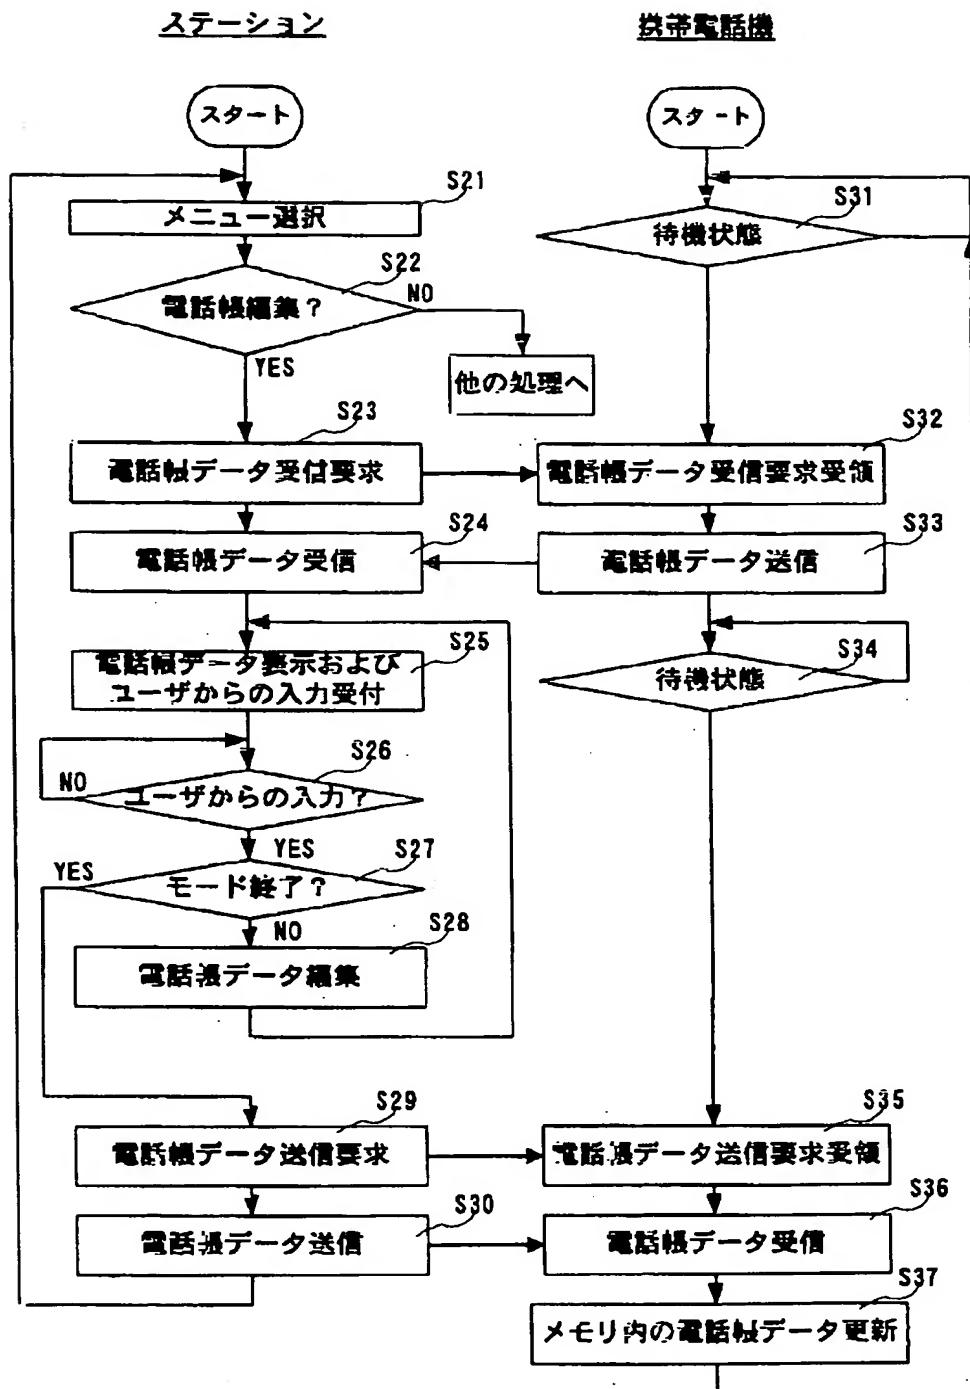 ステーション
携帯電話機
スタート
スタート
S21
メニュー選択
S31
待機状態
S22
電話帳編集?
NO
YES
他の処理へ
S23
電話帳データ受信要求
S32
電話帳データ受信要求受領
S24
電話帳データ受信
S33
電話帳データ送信
S25
電話帳データ表示および
ユーザからの入力受付
S34
待機状態
S26
NO
ユーザからの入力?
YES
S27
YES
モード終了?
NO
S28
電話帳データ編集
S29
電話帳データ送信要求
S35
電話帳データ送信要求受領
S30
電話帳データ送信
S36
電話帳データ受信
S37
メモリ内の電話帳データ更新